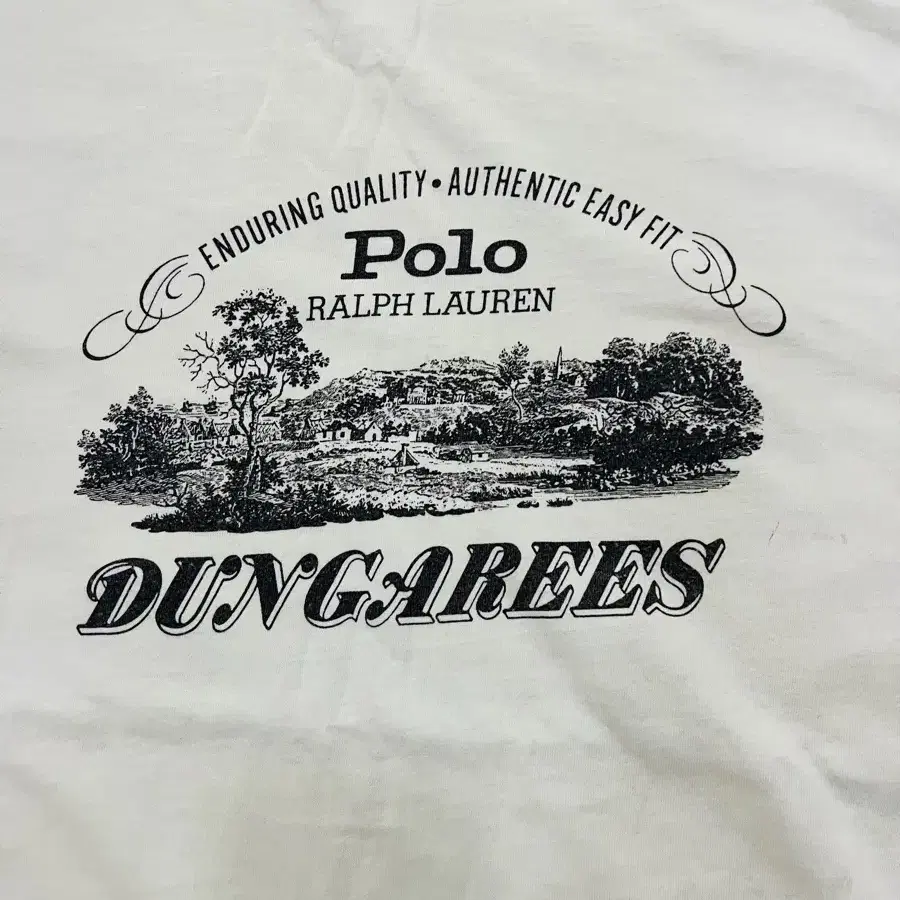 ENDURING QUALITY • AUTHENTIC EASY FIT
Polo
RALPH LAUREN
DUNGAREES